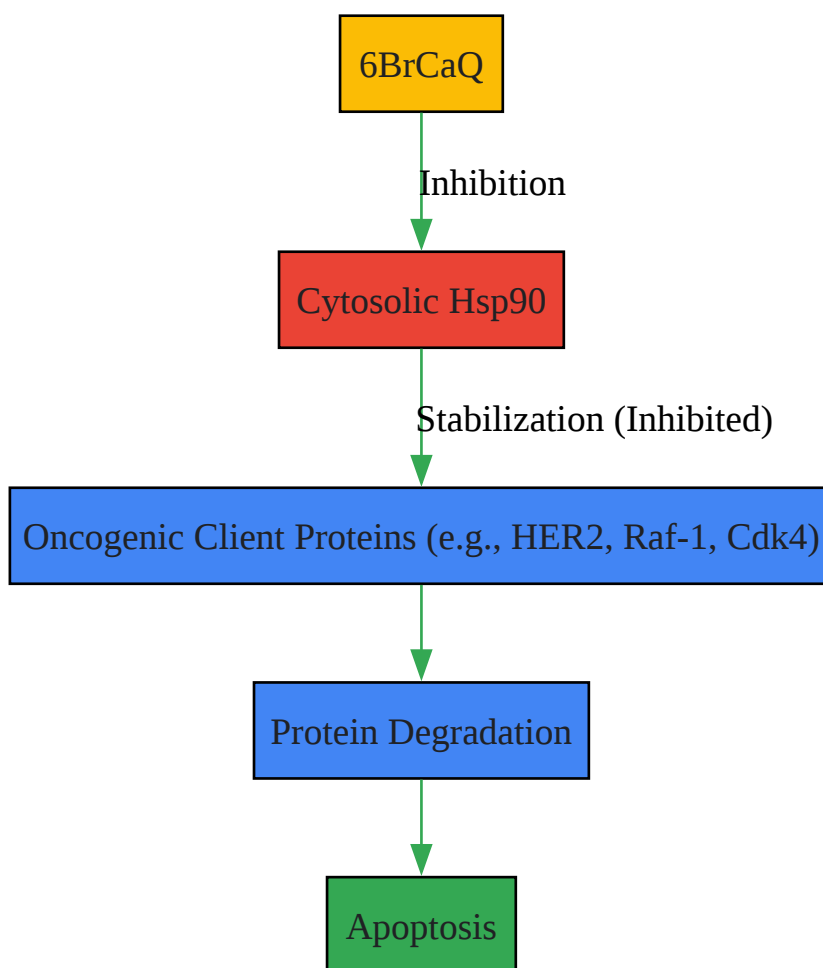 6BrCaQ
Inhibition
Cytosolic Hsp90
Stabilization (Inhibited)
Oncogenic Client Proteins (e.g., HER2, Raf-1, Cdk4)
Protein Degradation
Apoptosis